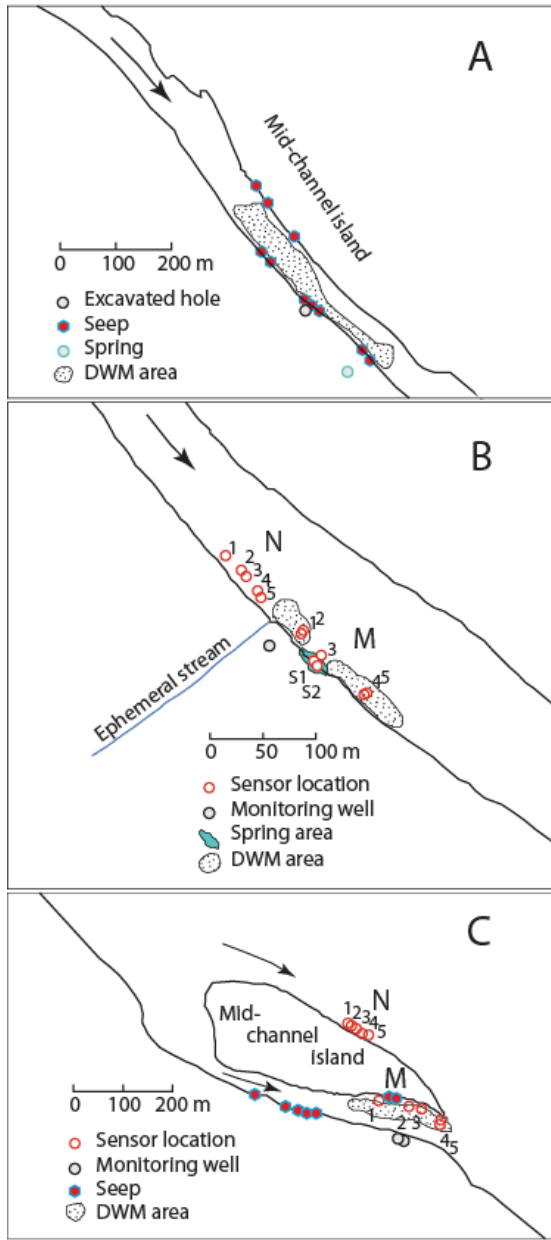 A
Mid-channel island
0 100 200 m
Excavated hole
Seep
Spring
DWM area
B
N
1
2
3
4
5
1
2
M
3
4
5
S1
S2
Ephemeral stream
0 50 100 m
Sensor location
Monitoring well
Spring area
DWM area
C
N
1
2
3
4
5
Mid-
channel
island
M
1
2
3
4
5
0 100 200 m
Sensor location
Monitoring well
Seep
DWM area